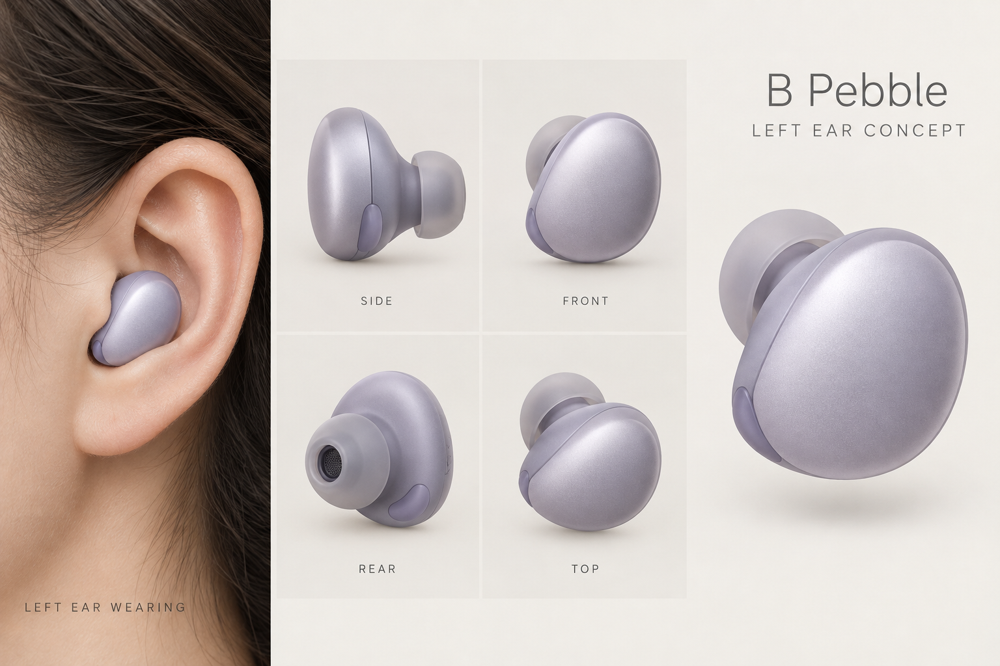 B Pebble
LEFT EAR CONCEPT
SIDE
FRONT
REAR
TOP
LEFT EAR WEARING